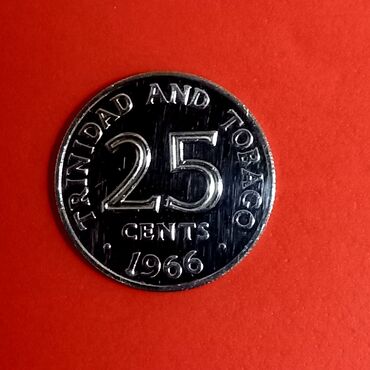 TRINIDAD AND TOBAGO
25
CENTS
1966